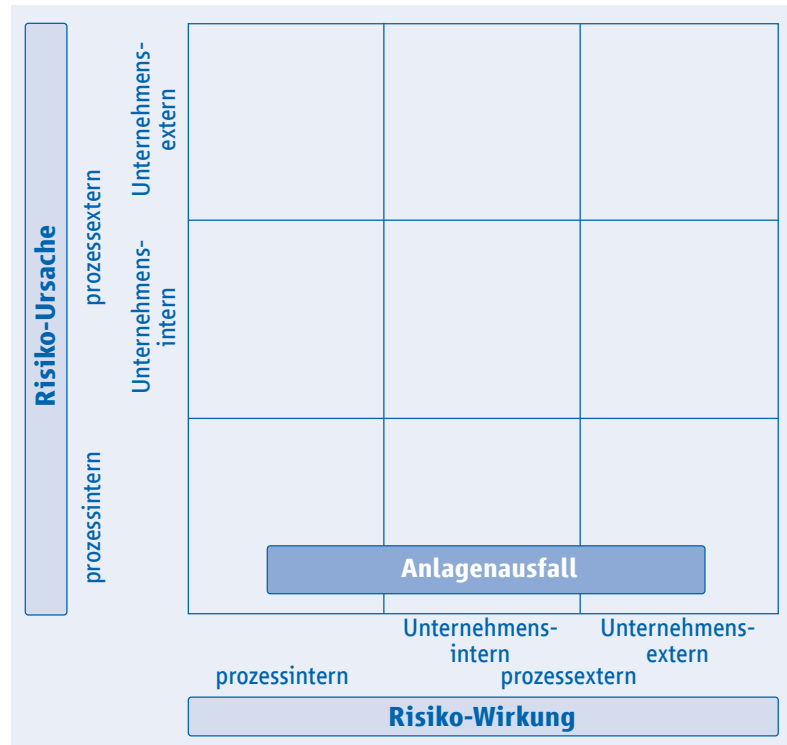 Risiko-Ursache
prozessextern
Unternehmens-
extern
Unternehmens-
intern
prozessintern
Anlagenausfall
Unternehmens-
intern
Unternehmens-
extern
prozessintern
prozessextern
Risiko-Wirkung